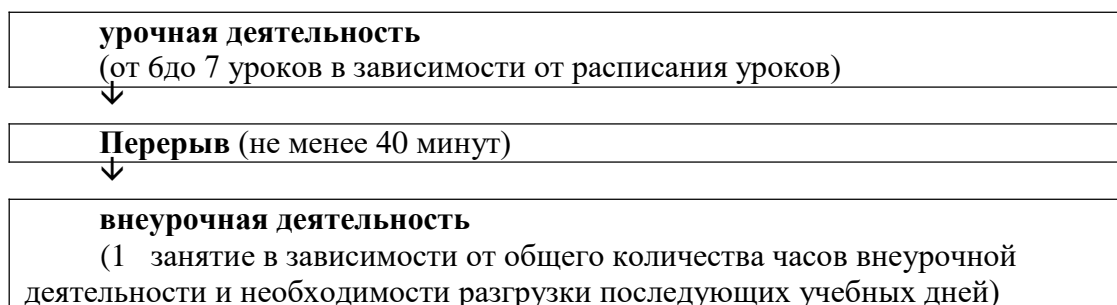 урочная деятельность
(от 6до 7 уроков в зависимости от расписания уроков)
↓
Перерыв (не менее 40 минут)
↓
внеурочная деятельность
(1 занятие в зависимости от общего количества часов внеурочной
деятельности и необходимости разгрузки последующих учебных дней)